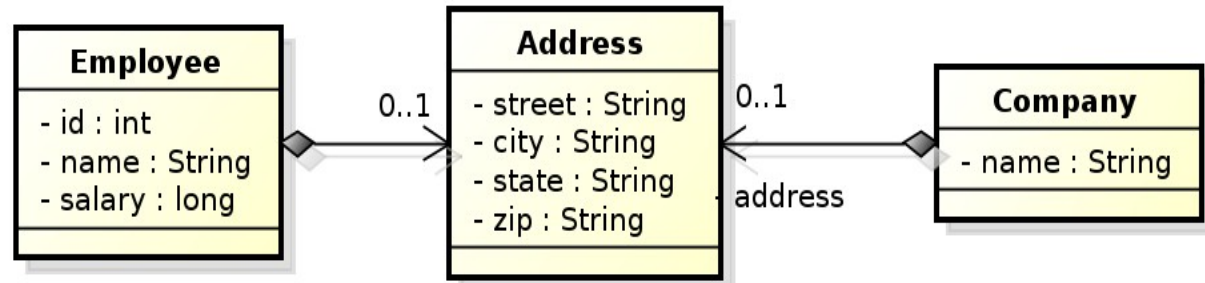 Employee
- id : int
- name : String
- salary : long
0..1
Address
- street : String
- city : String
- state : String
- zip : String
0..1
- address
Company
- name : String